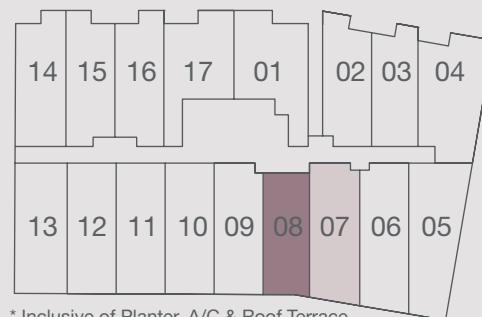 14 15 16 17 01 02 03 04
13 12 11 10 09 08 07 06 05
* Inclusive of Planter, A/C & Roof Terrace